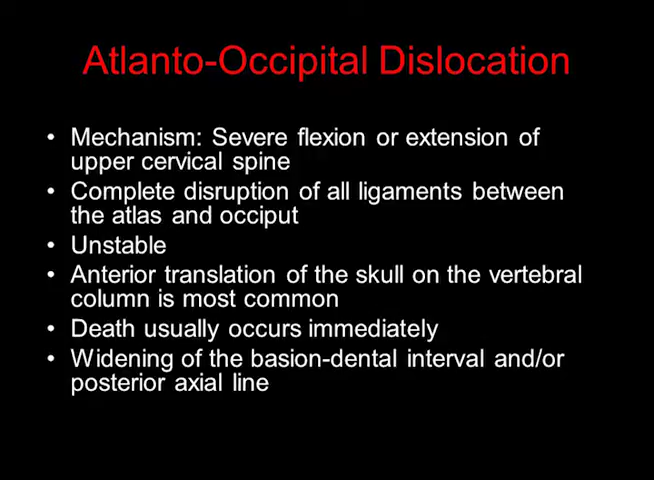 Atlanto-Occipital Dislocation
• Mechanism: Severe flexion or extension of
upper cervical spine
• Complete disruption of all ligaments between
the atlas and occiput
• Unstable
• Anterior translation of the skull on the vertebral
column is most common
• Death usually occurs immediately
• Widening of the basion-dental interval and/or
posterior axial line